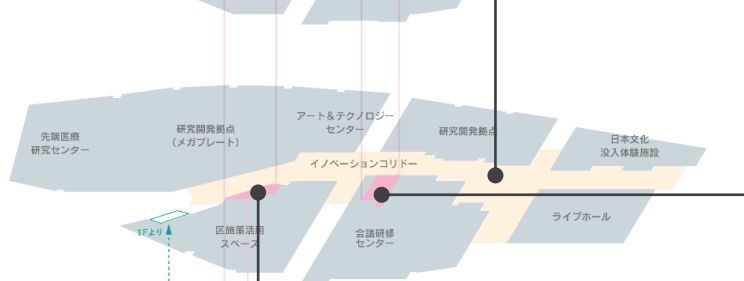 先端医療
研究センター
研究開発拠点
（メガプレート）
アート＆テクノロジー
センター
研究開発拠点
日本文化
没入体験施設
イノベーションコリドー
1Fより
区施策活用
スペース
会議研修
センター
ライブホール